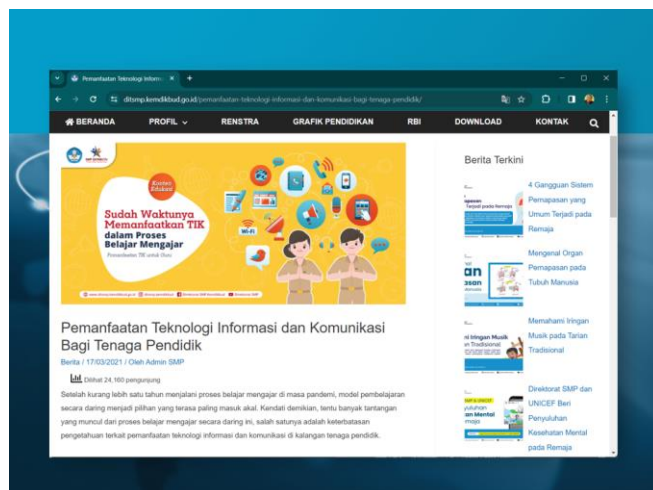 Pemanfaatan Teknologi Inform
ditsmp.kemdikbud.go.id/pemanfaatan-teknologi-informasi-dan-komunikasi-bagi-tenaga-pendidik/
BERANDA PROFIL RENSTRA GRAFIK PENDIDIKAN RBI DOWNLOAD KONTAK
Konten
Edukasi
Sudah Waktunya
Memanfaatkan TIK
dalam Proses
Belajar Mengajar
Pemanfaatan TIK untuk Guru
Wi-Fi
Pemanfaatan Teknologi Informasi dan Komunikasi
Bagi Tenaga Pendidik
Berita / 17/03/2021 / Oleh Admin SMP
Dilihat 24,160 pengunjung
Setelah kurang lebih satu tahun menjalani proses belajar mengajar di masa pandemi, model pembelajaran
secara daring menjadi pilihan yang terasa paling masuk akal. Kendati demikian, tentu banyak tantangan
yang muncul dari proses belajar mengajar secara daring ini, salah satunya adalah keterbatasan
pengetahuan terkait pemanfaatan teknologi informasi dan komunikasi di kalangan tenaga pendidik.
Berita Terkini
4 Gangguan Sistem
Pernapasan yang
Umum Terjadi pada
Remaja
Mengenal Organ
Pernapasan pada
Tubuh Manusia
Memahami Iringan
Musik pada Tarian
Tradisional
Direktorat SMP dan
UNICEF Beri
Penyuluhan
Kesehatan Mental
pada Remaja